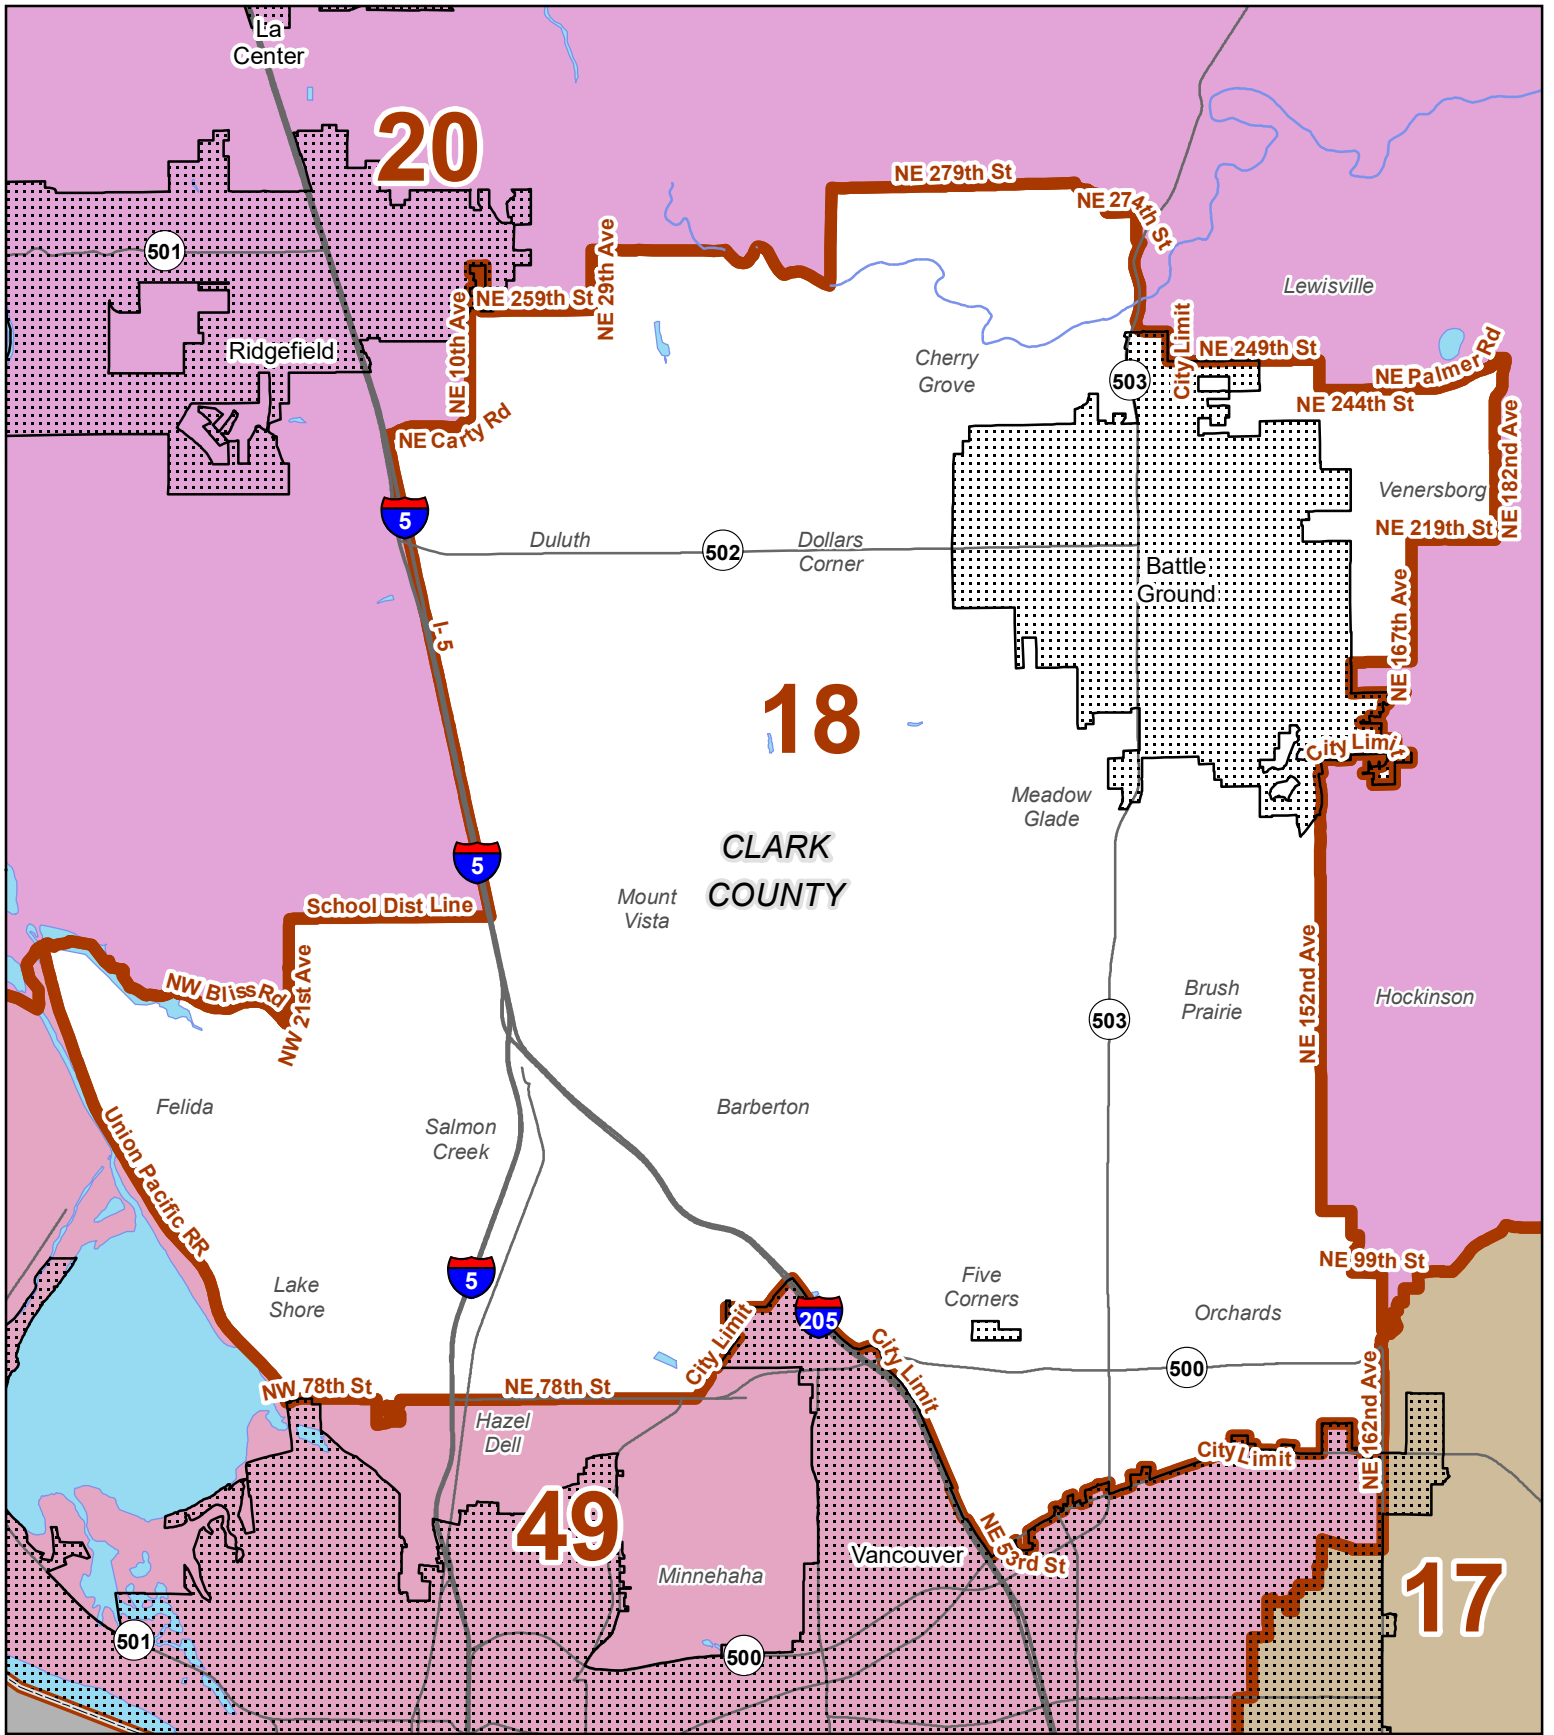 La
Center
20
NE 279th St
NE 274th St
501
NE 29th Ave
Lewisville
NE 259th St
NE 10th Ave
City Limit
Ridgefield
NE 249th St
Cherry
Grove
503
NE Palmer Rd
NE 244th St
NE Carty Rd
NE 182nd Ave
Venersborg
5
NE 219th St
Duluth
502
Dollars
Corner
Battle
Ground
I-5
NE 167th Ave
18
City Limit
Meadow
Glade
CLARK
COUNTY
5
Mount
Vista
School Dist Line
NW Bliss Rd
NW 21st Ave
Brush
Prairie
Hockinson
503
NE 152nd Ave
Felida
Salmon
Creek
Barberton
Union Pacific RR
Lake
Shore
5
Five
Corners
NE 99th St
Orchards
205
City Limit
City Limit
500
NW 78th St
NE 78th St
NE 162nd Ave
Hazel
Dell
City Limit
49
NE 53rd St
Vancouver
Minnehaha
17
501
500